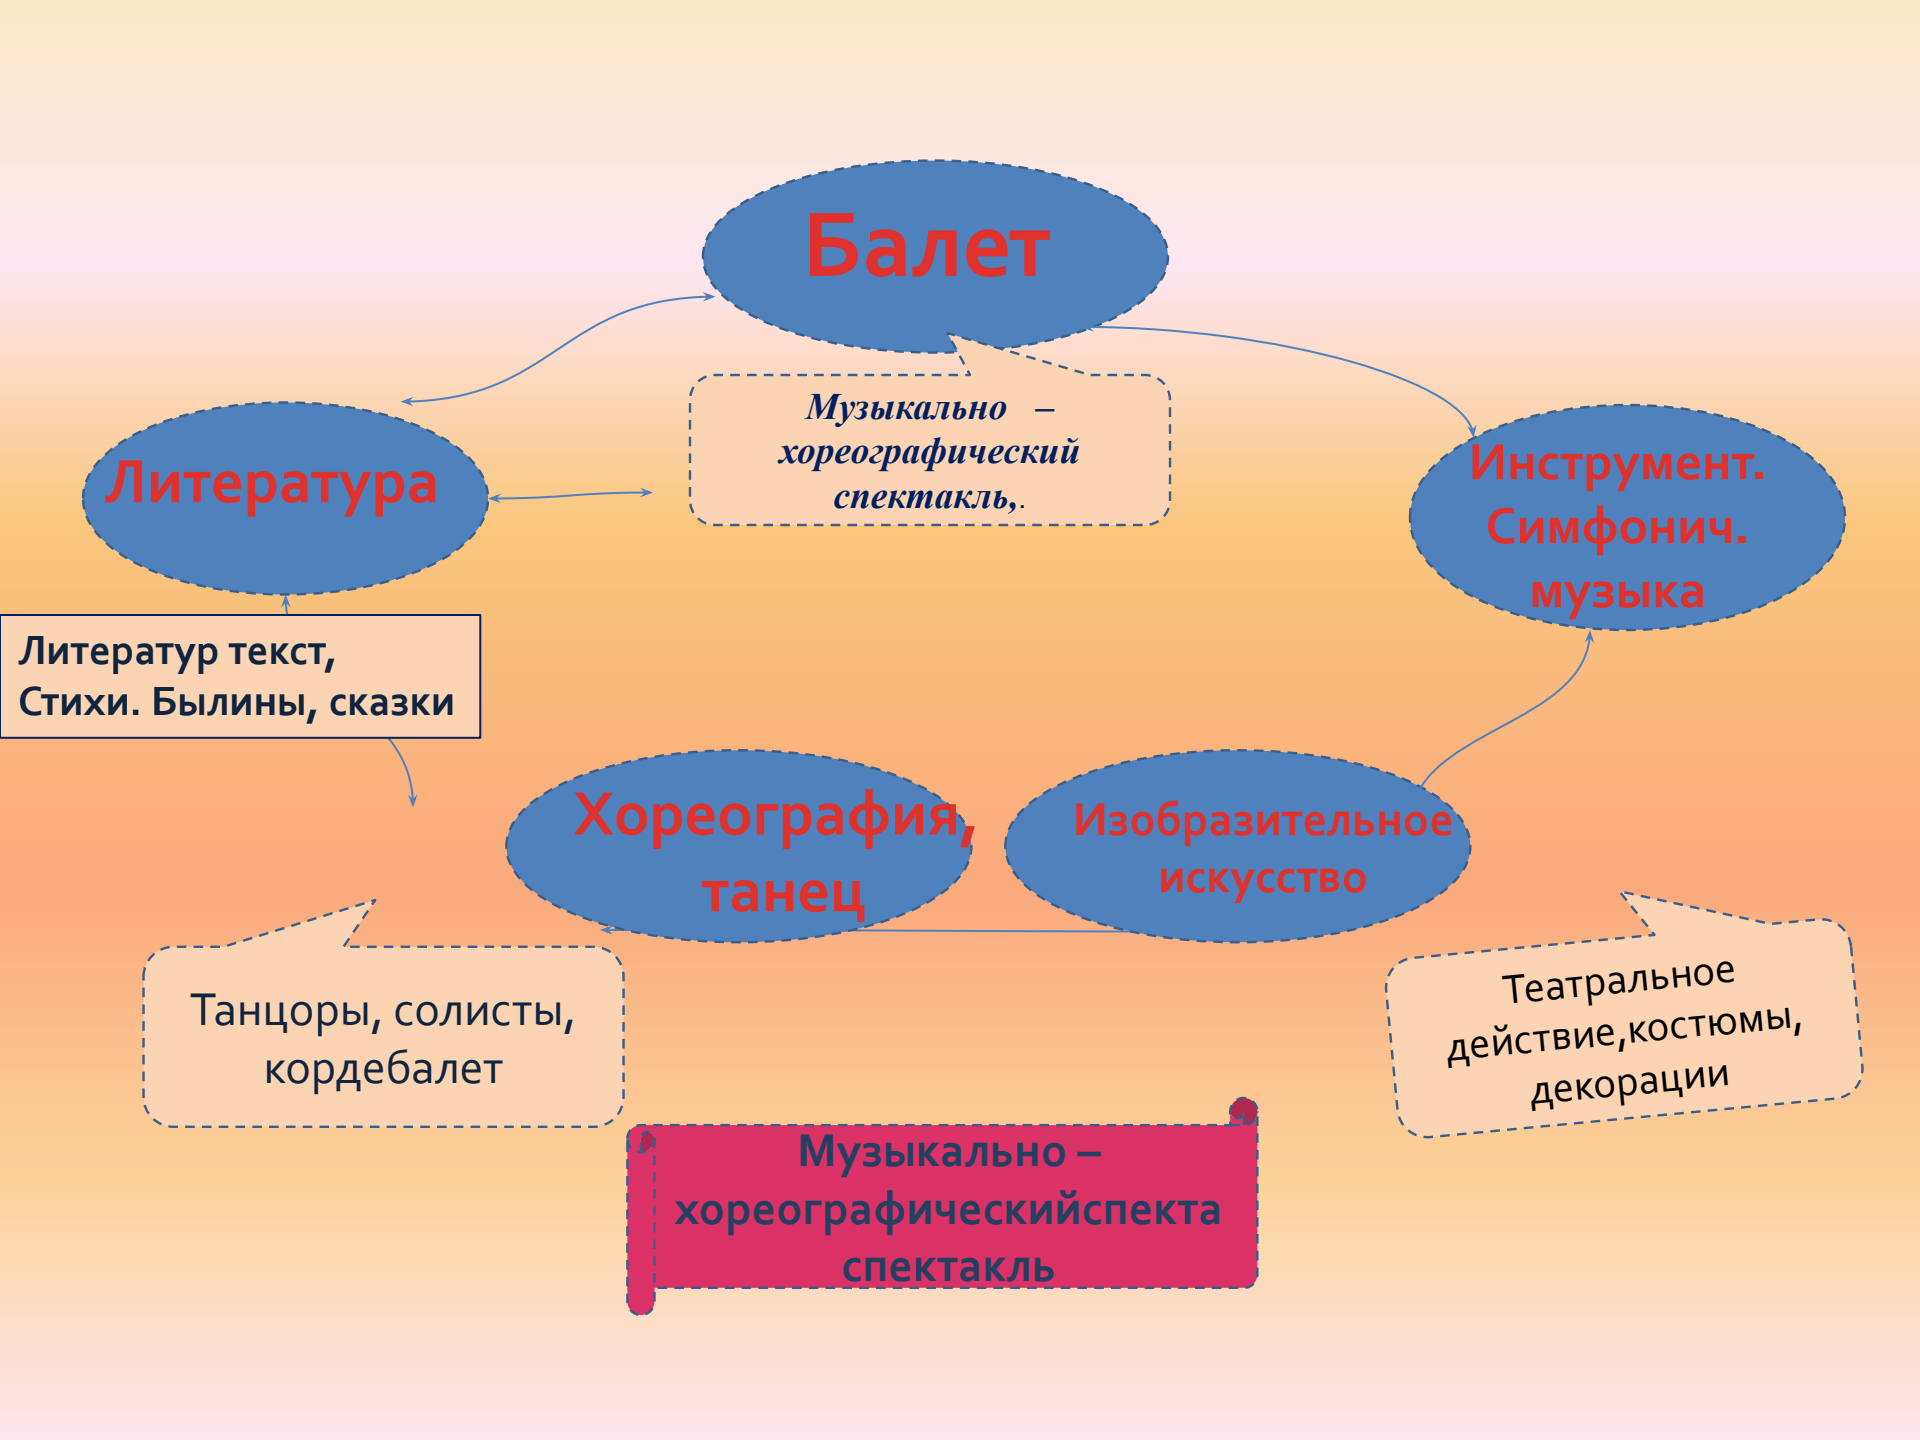 Балет
Музыкально –
хореографический
спектакль,.
Литература
Инструмент.
Симфонич.
музыка
Литератур текст,
Стихи. Былины, сказки
Хореография,
танец
Изобразительное
искусство
Танцоры, солисты,
кордебалет
Театральное
действие,костюмы,
декорации
Музыкально –
хореографическийспекта
спектакль